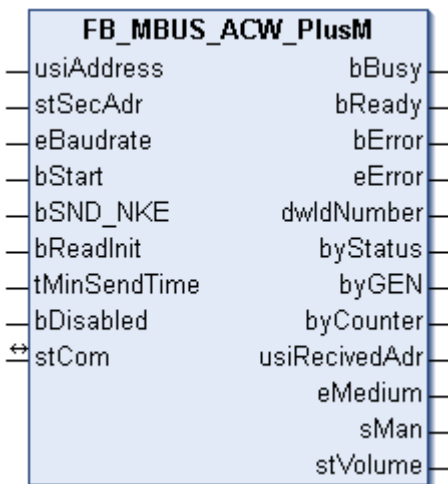 FB_MBUS_ACW_PlusM
usiAddress bBusy
stSecAdr bReady
eBaudrate bError
bStart eError
bSND_NKE dwIdNumber
bReadInit byStatus
tMinSendTime byGEN
bDisabled byCounter
stCom usiRecivedAdr
eMedium
sMan
stVolume